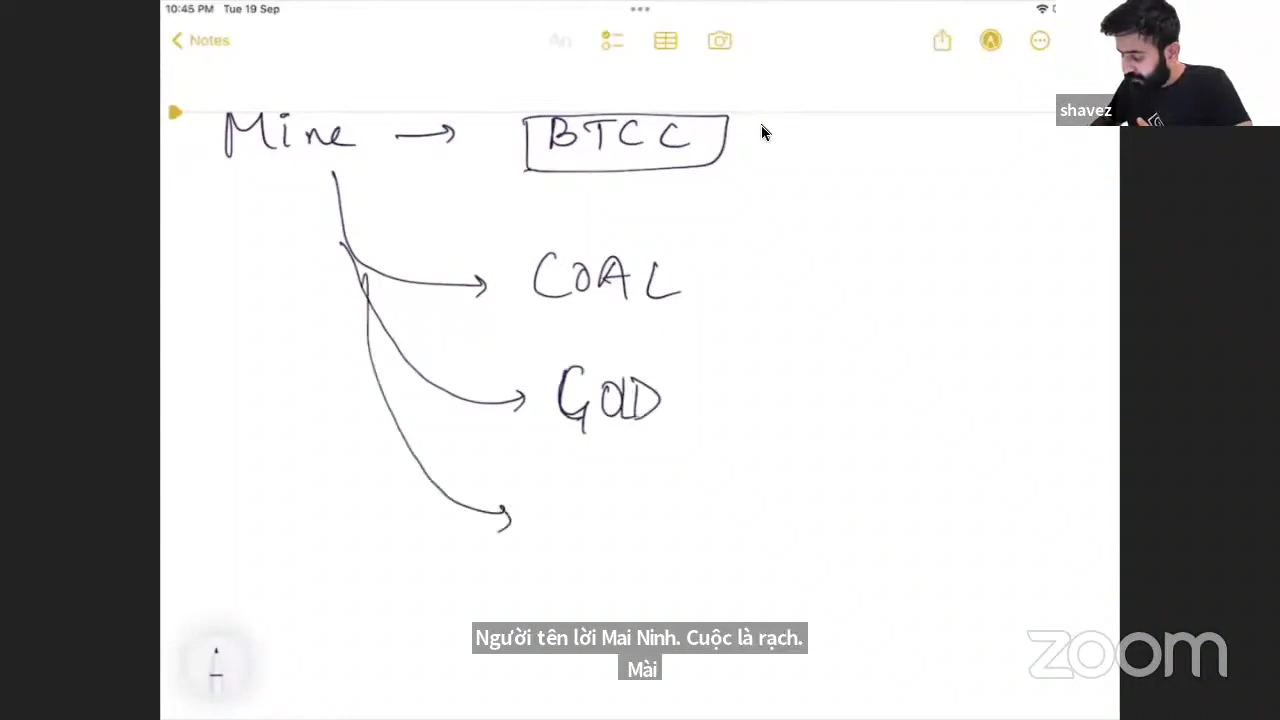 10:45 PM Tue 19 Sep
Notes
Aa
shavez
Mine → BTCC
COAL
GOLD
Người tên lời Mai Ninh. Cuộc là rạch.
Mài
zoom